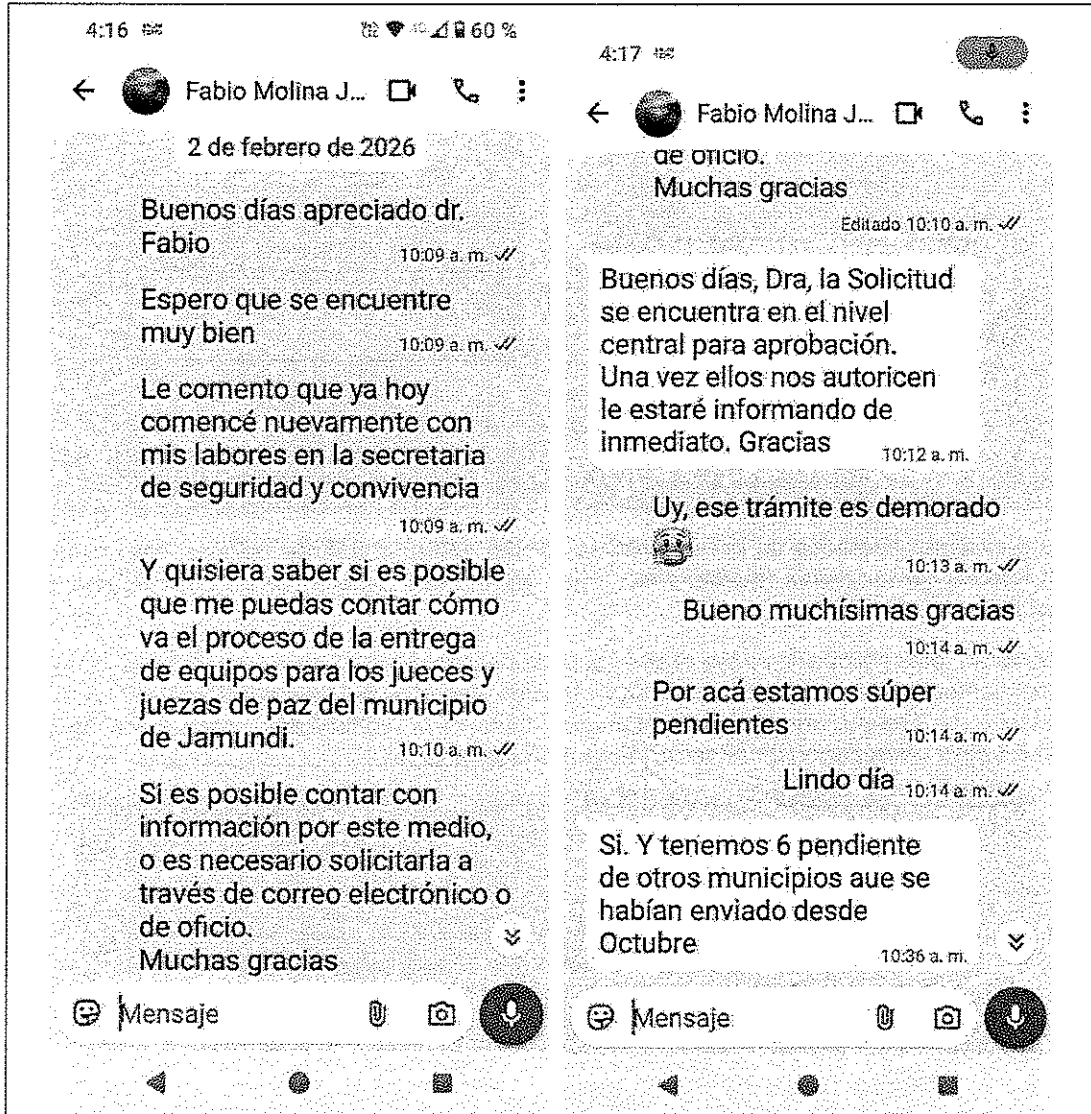 4:16
60 %
Fabio Molina J...
2 de febrero de 2026
Buenos días apreciado dr.
Fabio
10:09 a. m.
Espero que se encuentre
muy bien
10:09 a. m.
Le comento que ya hoy
comencé nuevamente con
mis labores en la secretaria
de seguridad y convivencia
10:09 a. m.
Y quisiera saber si es posible
que me puedas contar cómo
va el proceso de la entrega
de equipos para los jueces y
juezas de paz del municipio
de Jamundi.
10:10 a. m.
Si es posible contar con
información por este medio,
o es necesario solicitarla a
través de correo electrónico o
de oficio.
Muchas gracias
Mensaje
4:17
Fabio Molina J...
de oficio.
Muchas gracias
Editado 10:10 a. m.
Buenos días, Dra, la Solicitud
se encuentra en el nivel
central para aprobación.
Una vez ellos nos autoricen
le estaré informando de
inmediato. Gracias
10:12 a. m.
Uy, ese trámite es demorado
10:13 a. m.
Bueno muchísimas gracias
10:14 a. m.
Por acá estamos súper
pendientes
10:14 a. m.
Lindo día
10:14 a. m.
Si. Y tenemos 6 pendiente
de otros municipios aue se
habían enviado desde
Octubre
10:36 a. m.
Mensaje